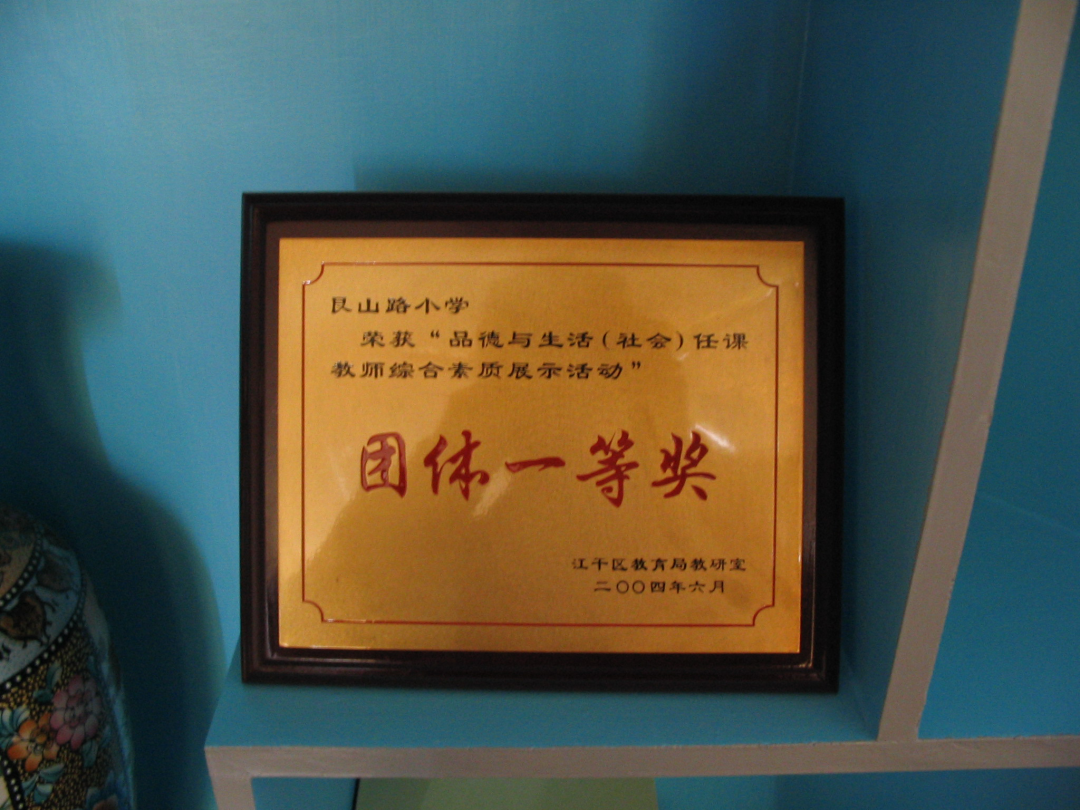 艮山路小学
荣获“品德与生活(社会)任课
教师综合素质展示活动”
团体一等奖
江干区教育局教研室
二〇〇四年六月